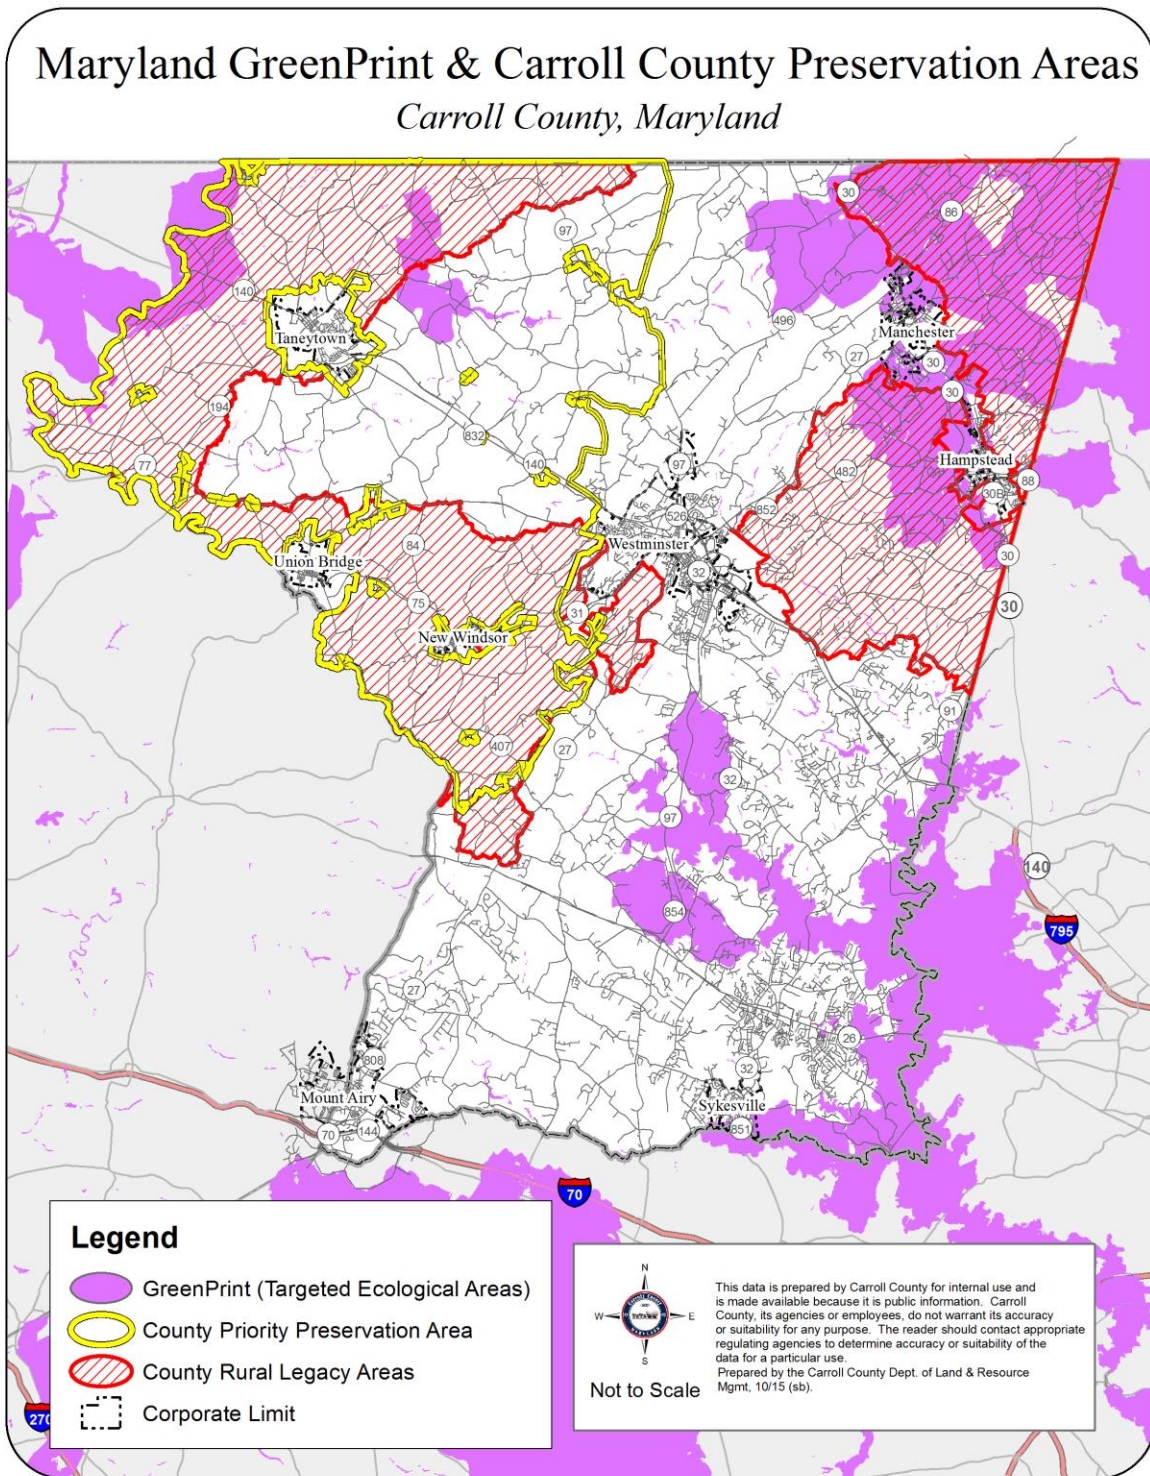 Maryland GreenPrint & Carroll County Preservation Areas
Carroll County, Maryland
30
86
97
140
Taneytown
496
Manchester
27
30
30
194
832
77
140
97
482
Hampstead
88
30B
852
526
Westminster
84
Union Bridge
32
30
75
31
30
New Windsor
91
407
27
32
97
140
854
795
27
26
808
32
Mount Airy
Sykesville
851
70
144
70
Legend
GreenPrint (Targeted Ecological Areas)
County Priority Preservation Area
County Rural Legacy Areas
Corporate Limit
270
N
W
E
S
Not to Scale
This data is prepared by Carroll County for internal use and
is made available because it is public information. Carroll
County, its agencies or employees, do not warrant its accuracy
or suitability for any purpose. The reader should contact appropriate
regulating agencies to determine accuracy or suitability of the
data for a particular use.
Prepared by the Carroll County Dept. of Land & Resource
Mgmt, 10/15 (sb).